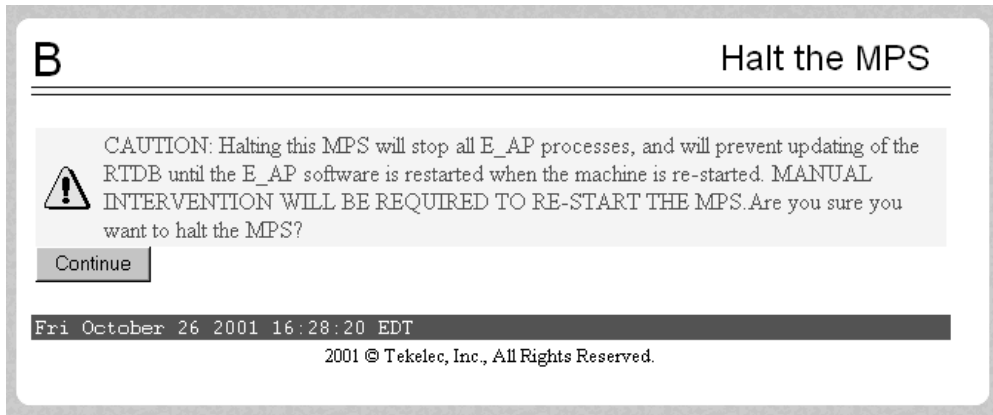 B
Halt the MPS
CAUTION: Halting this MPS will stop all E_AP processes, and will prevent updating of the
RTDB until the E_AP software is restarted when the machine is re-started. MANUAL
INTERVENTION WILL BE REQUIRED TO RE-START THE MPS.Are you sure you
want to halt the MPS?
Continue
Fri October 26 2001 16:28:20 EDT
2001 © Tekelec, Inc., All Rights Reserved.